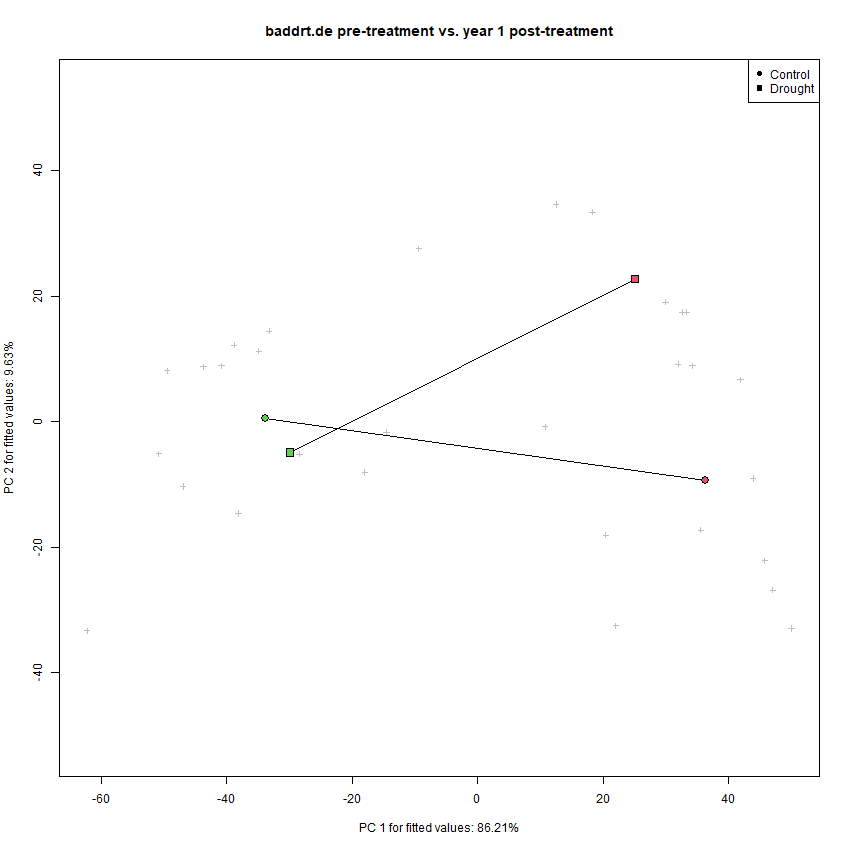 baddrt.de pre-treatment vs. year 1 post-treatment
Control
Drought
PC 2 for fitted values: 9.63%
40
20
0
-20
-40
-60
-40
-20
0
20
40
PC 1 for fitted values: 86.21%